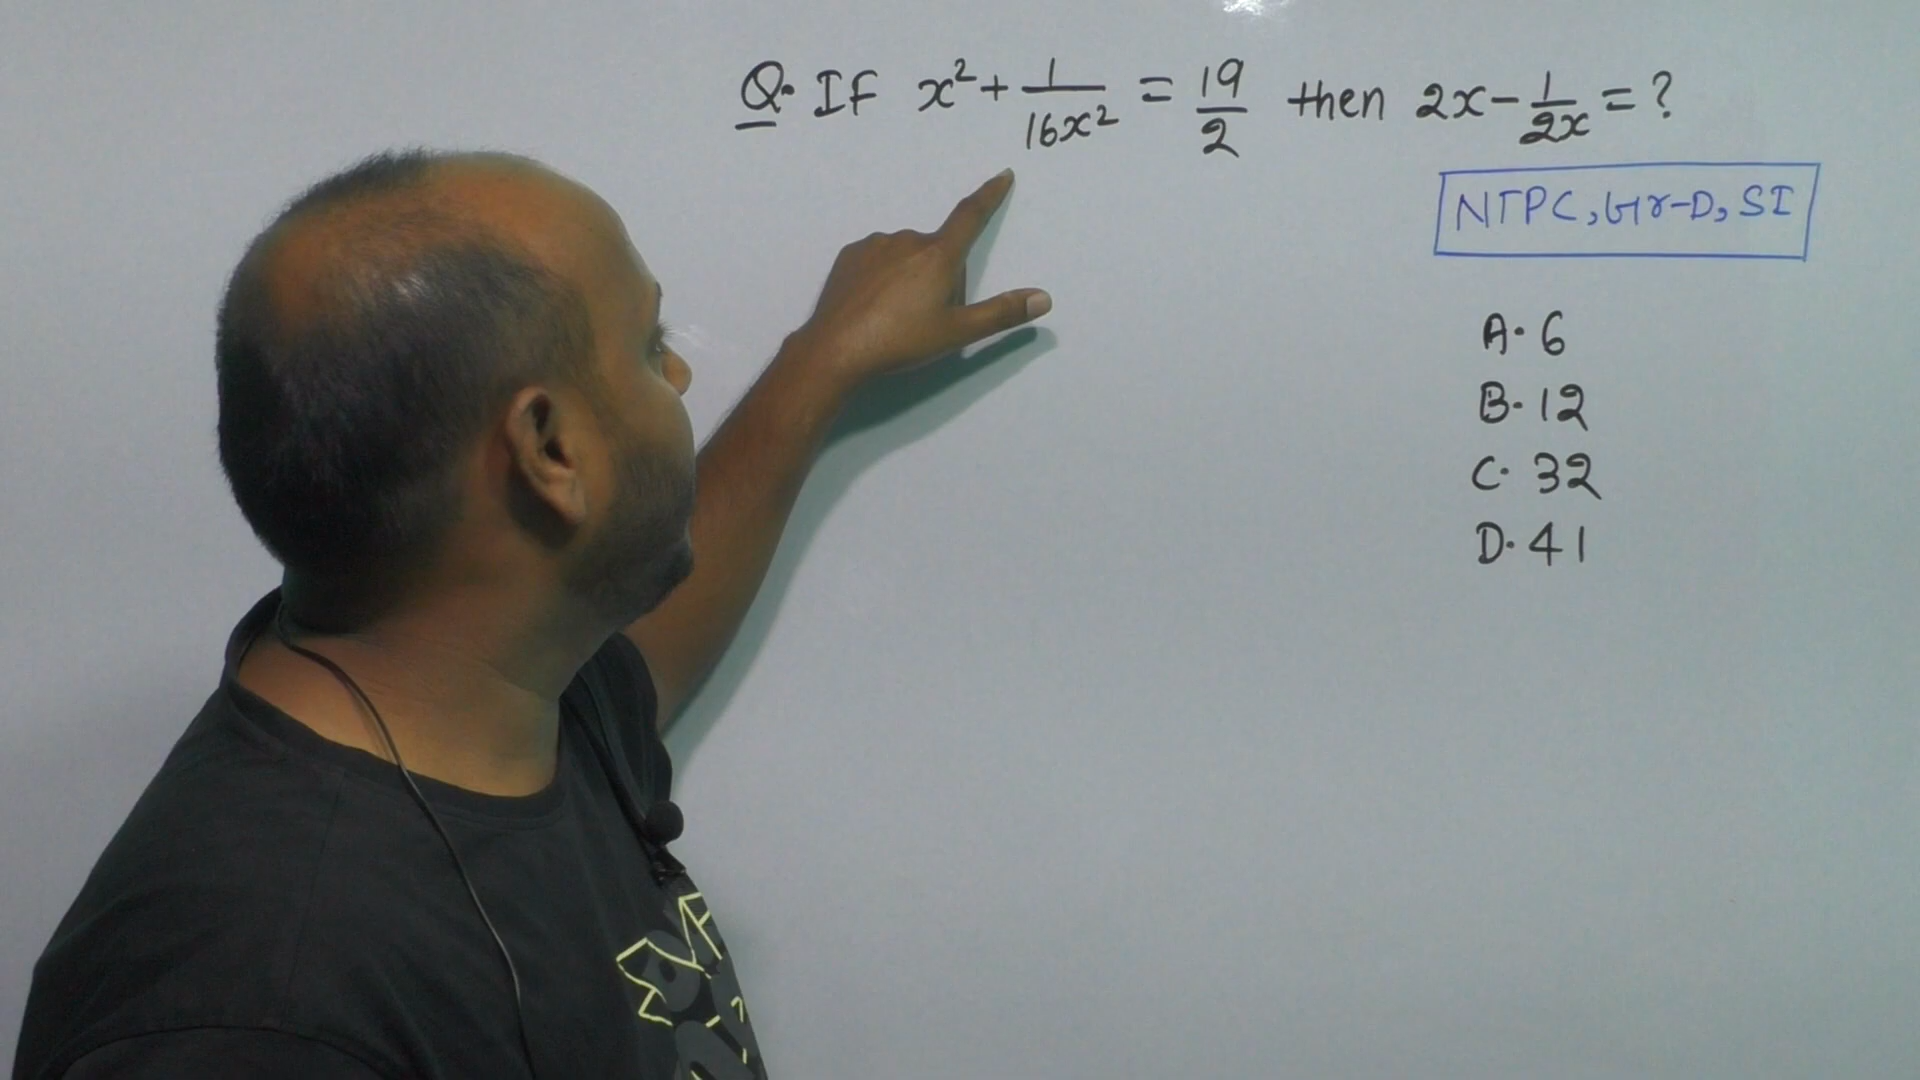 Q. If x² + 1/16x² = 19/2 then 2x - 1/2x = ?
NTPC, Gr-D, SI
A. 6
B. 12
C. 32
D. 41